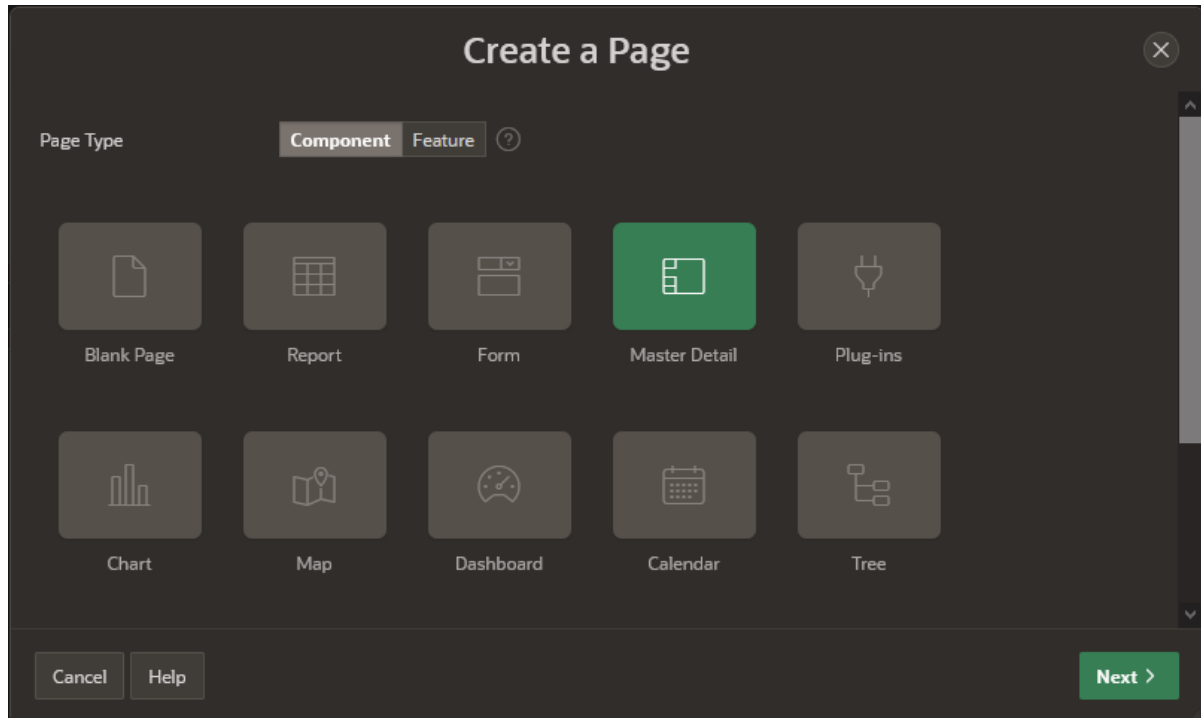 Create a Page
Page Type Component Feature ?
Blank Page Report Form Master Detail Plug-ins
Chart Map Dashboard Calendar Tree
Cancel Help Next >